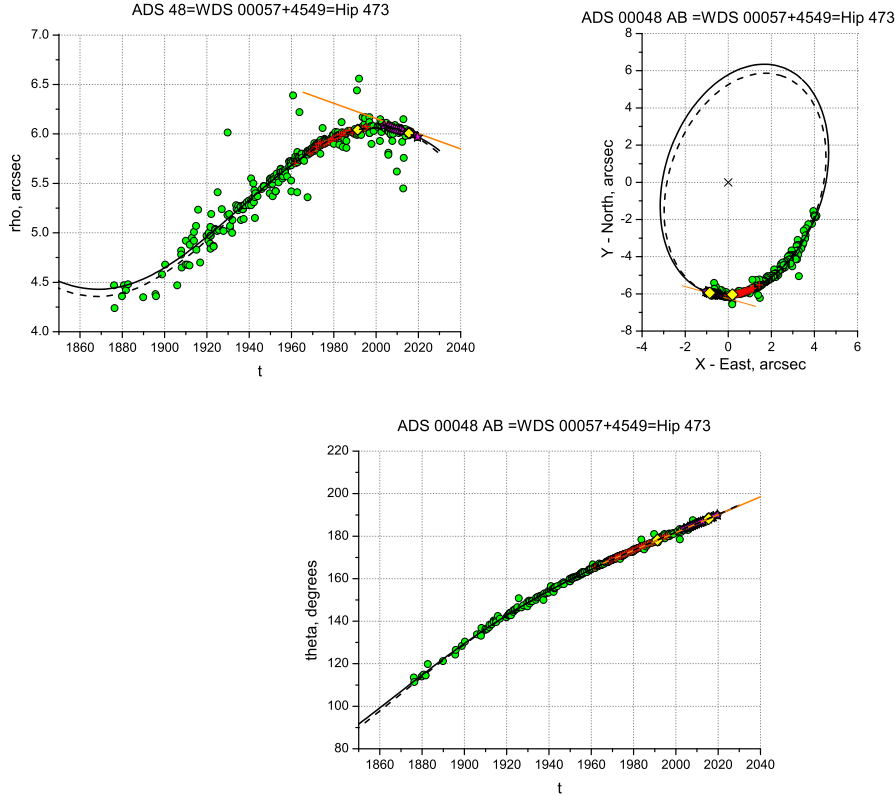 ADS 48=WDS 00057+4549=Hip 473
7.0
6.5
6.0
5.5
5.0
4.5
4.0
rho, arcsec
1860 1880 1900 1920 1940 1960 1980 2000 2020 2040
t
ADS 00048 AB =WDS 00057+4549=Hip 473
8
6
4
2
0
-2
-4
-6
-8
Y - North, arcsec
-4 -2 0 2 4 6
X - East, arcsec
ADS 00048 AB =WDS 00057+4549=Hip 473
220
200
180
160
140
120
100
80
theta, degrees
1860 1880 1900 1920 1940 1960 1980 2000 2020 2040
t